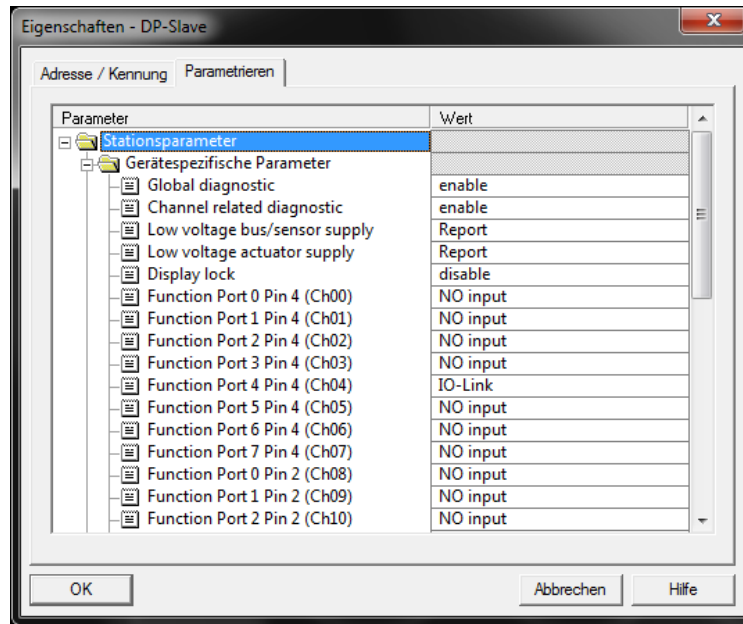 Eigenschaften - DP-Slave
Adresse / Kennung Parametrieren
Parameter Wert
Stationsparameter
Gerätespezifische Parameter
Global diagnostic enable
Channel related diagnostic enable
Low voltage bus/sensor supply Report
Low voltage actuator supply Report
Display lock disable
Function Port 0 Pin 4 (Ch00) NO input
Function Port 1 Pin 4 (Ch01) NO input
Function Port 2 Pin 4 (Ch02) NO input
Function Port 3 Pin 4 (Ch03) NO input
Function Port 4 Pin 4 (Ch04) IO-Link
Function Port 5 Pin 4 (Ch05) NO input
Function Port 6 Pin 4 (Ch06) NO input
Function Port 7 Pin 4 (Ch07) NO input
Function Port 0 Pin 2 (Ch08) NO input
Function Port 1 Pin 2 (Ch09) NO input
Function Port 2 Pin 2 (Ch10) NO input
OK Abbrechen Hilfe